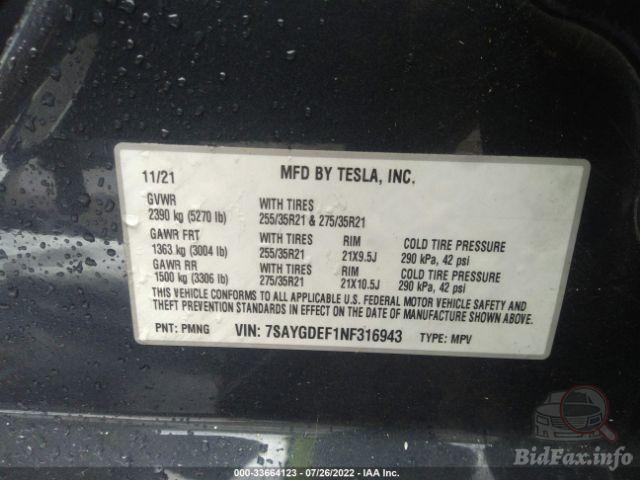 11/21 MFD BY TESLA, INC.
GVWR WITH TIRES
2390 kg (5270 lb) 255/35R21 & 275/35R21
GAWR FRT WITH TIRES RIM COLD TIRE PRESSURE
1363 kg (3004 lb) 255/35R21 21X9.5J 290 kPa, 42 psi
GAWR RR WITH TIRES RIM COLD TIRE PRESSURE
1500 kg (3306 lb) 275/35R21 21X10.5J 290 kPa, 42 psi
THIS VEHICLE CONFORMS TO ALL APPLICABLE U.S. FEDERAL MOTOR VEHICLE SAFETY AND
THEFT PREVENTION STANDARDS IN EFFECT ON THE DATE OF MANUFACTURE SHOWN ABOVE.
PNT: PMNG VIN: 7SAYGDEF1NF316943 TYPE: MPV
BidFax.info
000-33664123 - 07/26/2022 - IAA Inc.